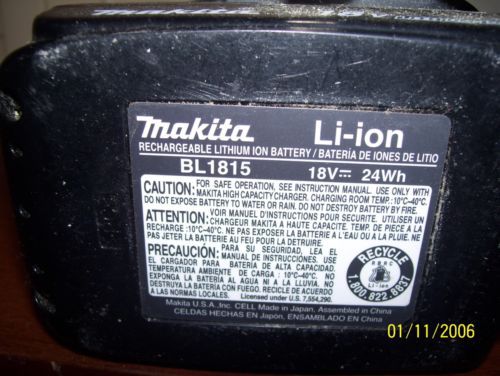 makita Li-ion
RECHARGEABLE LITHIUM ION BATTERY / BATERÍA DE IONES DE LITIO
BL1815 18V 24Wh
CAUTION: FOR SAFE OPERATION, SEE INSTRUCTION MANUAL. USE ONLY WITH
MAKITA HIGH CAPACITY CHARGER. CHARGING ROOM TEMP.:10°C-40°C.
DO NOT EXPOSE BATTERY TO WATER OR RAIN. DO NOT DESTROY BATTERY BY FIRE.
ATTENTION: VOIR MANUEL D'INSTRUCTIONS POUR SECURITE. UTILISER UN
CHARGEUR MAKITA A HAUTE CAPACITE. TEMP. DE PIECE A LA
RECHARGE :10°C-40°C. NE PAS EXPOSER LA BATTERIE A L'EAU OU A LA PLUIE. NE
PAS JETER LA BATTERIE AU FEU POUR LA DETRUIRE.
PRECAUCIÓN: PARA SU SEGURIDAD, VEA SU
MANUAL DE INSTRUCCIONES. USE
EL CARGADOR PARA BATERÍA DE ALTA CAPACIDAD.
TEMPERATURA AMBIENTE DE CARGA : 10°C-40°C. NO
EXPONGA LA BATERIA AL AGUA NI A LA LLUVIA. NO
DESTRUYA LA BATERIA CON FUEGO. RECICLE DE ACUERDO
A LAS NORMAS LOCALES. Licensed under U.S. 7,554,290.
RECYCLE
RBRC
Li-ion
1.800.822.8837
Makita U.S.A.,Inc. CELL Made in Japan, Assembled in China
CELDAS HECHAS EN Japón, ENSAMBLADO EN China
01/11/2006